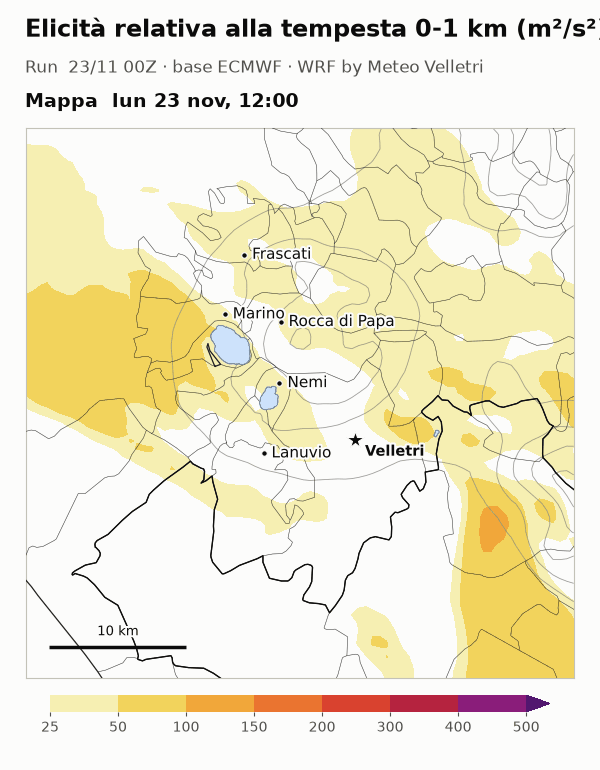 Elicità relativa alla tempesta 0-1 km (m²/s²)
Run  23/11 00Z · base ECMWF · WRF by Meteo Velletri
Mappa  lun 23 nov, 12:00
Frascati
Marino
Rocca di Papa
Nemi
Velletri
Lanuvio
10 km
25 50 100 150 200 300 400 500